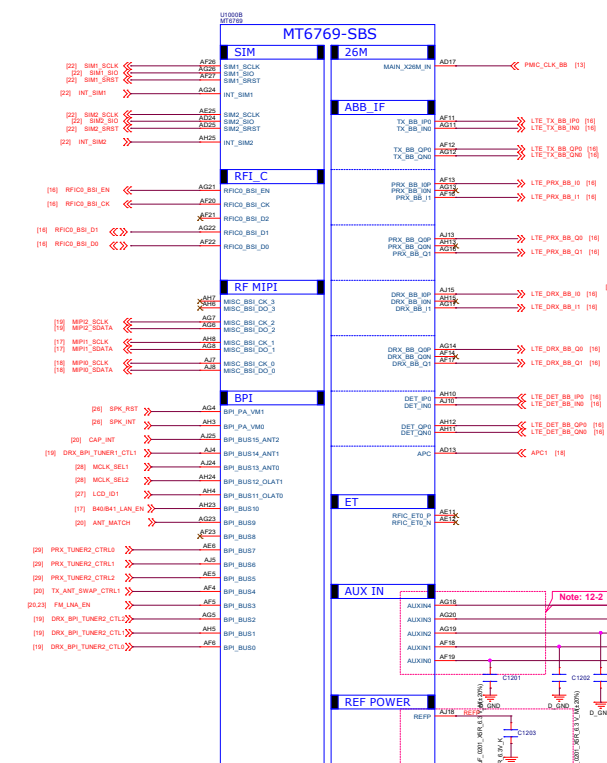 U1000B
MT6769
MT6769-SBS
SIM
[22] SIM1_SCLK AF26 SIM1_SCLK
[22] SIM1_SIO AG26 SIM1_SIO
[22] SIM1_SRST AF27 SIM1_SRST
[22] INT_SIM1 AG24 INT_SIM1
[22] SIM2_SCLK AE25 SIM2_SCLK
[22] SIM2_SIO AD24 SIM2_SIO
[22] SIM2_SRST AD25 SIM2_SRST
[22] INT_SIM2 AH25 INT_SIM2
RFI_C
[16] RFIC0_BSI_EN AG21 RFIC0_BSI_EN
[16] RFIC0_BSI_CK AF20 RFIC0_BSI_CK
AF21 RFIC0_BSI_D2
[16] RFIC0_BSI_D1 AG22 RFIC0_BSI_D1
[16] RFIC0_BSI_D0 AF22 RFIC0_BSI_D0
RF MIPI
AH7 MISC_BSI_CK_3
AH6 MISC_BSI_DO_3
[19] MIPI2_SCLK AG7 MISC_BSI_CK_2
[19] MIPI2_SDATA AG6 MISC_BSI_DO_2
[17] MIPI1_SCLK AH8 MISC_BSI_CK_1
[17] MIPI1_SDATA AG8 MISC_BSI_DO_1
[18] MIPI0_SCLK AJ7 MISC_BSI_CK_0
[18] MIPI0_SDATA AJ8 MISC_BSI_DO_0
BPI
[26] SPK_RST AG4 BPI_PA_VM1
[26] SPK_INT AH3 BPI_PA_VM0
[20] CAP_INT AJ25 BPI_BUS15_ANT2
[19] DRX_BPI_TUNER1_CTL1 AJ4 BPI_BUS14_ANT1
[28] MCLK_SEL1 AJ24 BPI_BUS13_ANT0
[28] MCLK_SEL2 AH24 BPI_BUS12_OLAT1
[27] LCD_ID1 AH4 BPI_BUS11_OLAT0
[17] B40/B41_LAN_EN AH23 BPI_BUS10
[20] ANT_MATCH AG23 BPI_BUS9
AF23 BPI_BUS8
[29] PRX_TUNER2_CTRL0 AE6 BPI_BUS7
[29] PRX_TUNER2_CTRL1 AJ5 BPI_BUS6
[29] PRX_TUNER2_CTRL2 AE5 BPI_BUS5
[20] TX_ANT_SWAP_CTRL1 AF4 BPI_BUS4
[20,23] FM_LNA_EN AF5 BPI_BUS3
[19] DRX_BPI_TUNER2_CTL2 AG5 BPI_BUS2
[19] DRX_BPI_TUNER2_CTL1 AH5 BPI_BUS1
[19] DRX_BPI_TUNER2_CTL0 AF6 BPI_BUS0
26M
MAIN_X26M_IN AD17 PMIC_CLK_BB [13]
ABB_IF
TX_BB_IP0 AF11 LTE_TX_BB_IP0 [16]
TX_BB_IN0 AG11 LTE_TX_BB_IN0 [16]
TX_BB_QP0 AF12 LTE_TX_BB_QP0 [16]
TX_BB_QN0 AG12 LTE_TX_BB_QN0 [16]
PRX_BB_I0P AF13 LTE_PRX_BB_I0 [16]
PRX_BB_I0N AG13
PRX_BB_I1 AF16 LTE_PRX_BB_I1 [16]
PRX_BB_Q0P AJ13 LTE_PRX_BB_Q0 [16]
PRX_BB_Q0N AH13
PRX_BB_Q1 AG16 LTE_PRX_BB_Q1 [16]
DRX_BB_I0P AJ15 LTE_DRX_BB_I0 [16]
DRX_BB_I0N AH15
DRX_BB_I1 AG17 LTE_DRX_BB_I1 [16]
DRX_BB_Q0P AG14 LTE_DRX_BB_Q0 [16]
DRX_BB_Q0N AF14
DRX_BB_Q1 AF17 LTE_DRX_BB_Q1 [16]
DET_IP0 AH10 LTE_DET_BB_IP0 [16]
DET_IN0 AJ10 LTE_DET_BB_IN0 [16]
DET_QP0 AH12 LTE_DET_BB_QP0 [16]
DET_QN0 AH11 LTE_DET_BB_QN0 [16]
APC AD13 APC1 [18]
ET
RFIC_ET0_P AE11
RFIC_ET0_N AE12
AUX IN
Note: 12-2
AUXIN4 AG18
AUXIN3 AG20
AUXIN2 AG19
AUXIN1 AF18
AUXIN0 AF19
C1201
C1202
D_GND
D_GND
REF POWER
REFP AJ18 REFP
C1203